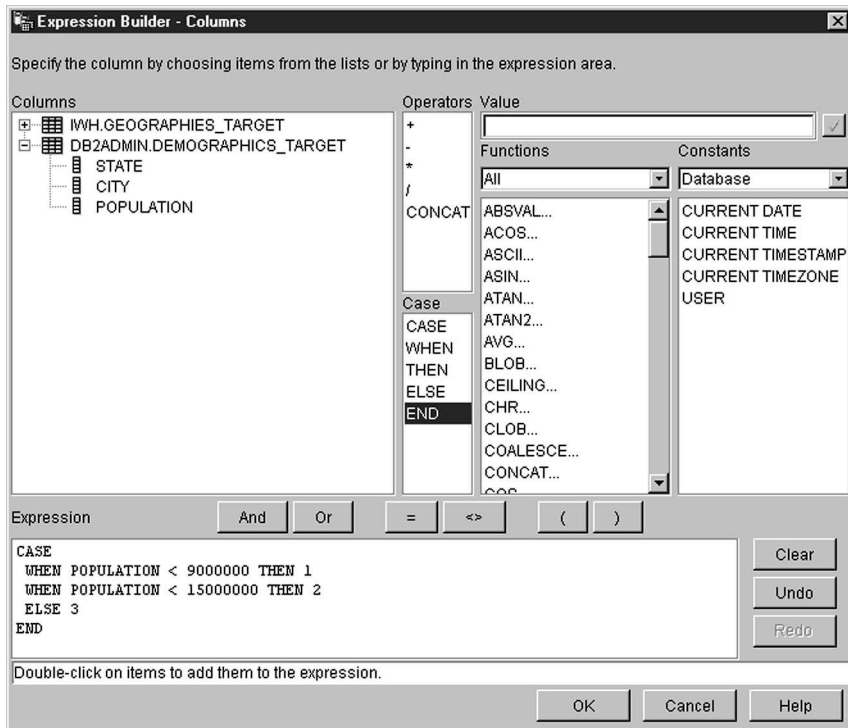 Expression Builder - Columns
Specify the column by choosing items from the lists or by typing in the expression area.
Columns
IWH.GEOGRAPHIES_TARGET
DB2ADMIN.DEMOGRAPHICS_TARGET
STATE
CITY
POPULATION
Operators
+
-
*
/
CONCAT
Case
CASE
WHEN
THEN
ELSE
END
Value
Functions
All
ABSVAL...
ACOS...
ASCII...
ASIN...
ATAN...
ATAN2...
AVG...
BLOB...
CEILING...
CHR...
CLOB...
COALESCE...
CONCAT...
COS
Constants
Database
CURRENT DATE
CURRENT TIME
CURRENT TIMESTAMP
CURRENT TIMEZONE
USER
Expression
And Or = <> ( )
CASE
WHEN POPULATION < 9000000 THEN 1
WHEN POPULATION < 15000000 THEN 2
ELSE 3
END
Clear
Undo
Redo
Double-click on items to add them to the expression.
OK Cancel Help